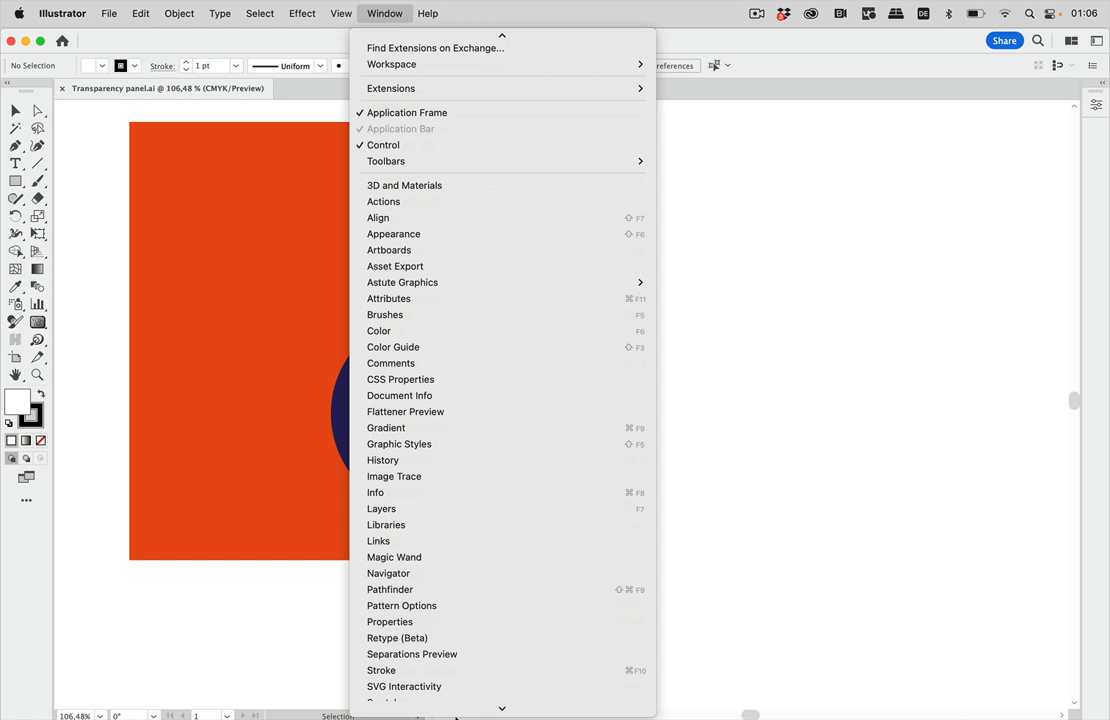 Illustrator File Edit Object Type Select Effect View Window Help 01:06
DE
Share
No Selection Stroke: 1 pt Uniform references
Transparency panel.ai @ 106,48 % (CMYK/Preview)
Find Extensions on Exchange...
Workspace
Extensions
Application Frame
Application Bar
Control
Toolbars
3D and Materials
Actions
Align ⇧ F7
Appearance ⇧ F6
Artboards
Asset Export
Astute Graphics
Attributes ⌘ F11
Brushes F5
Color F6
Color Guide ⇧ F3
Comments
CSS Properties
Document Info
Flattener Preview
Gradient ⌘ F9
Graphic Styles ⇧ F5
History
Image Trace
Info ⌘ F8
Layers F7
Libraries
Links
Magic Wand
Navigator
Pathfinder ⇧ ⌘ F9
Pattern Options
Properties
Retype (Beta)
Separations Preview
Stroke ⌘F10
SVG Interactivity
106,48% 0° 1 Selection